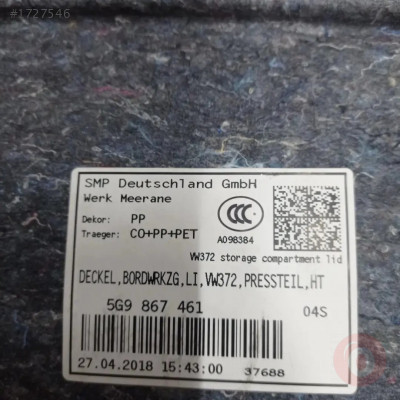 #1727546
SMP Deutschland GmbH
Werk Meerane
Dekor: PP
Traeger: CO+PP+PET
CCC
A098384
VW372 storage compartment lid
DECKEL,BORDWRKZG,LI,VW372,PRESSTEIL,HT
5G9 867 461 04S
27.04.2018 15:43:00 37688